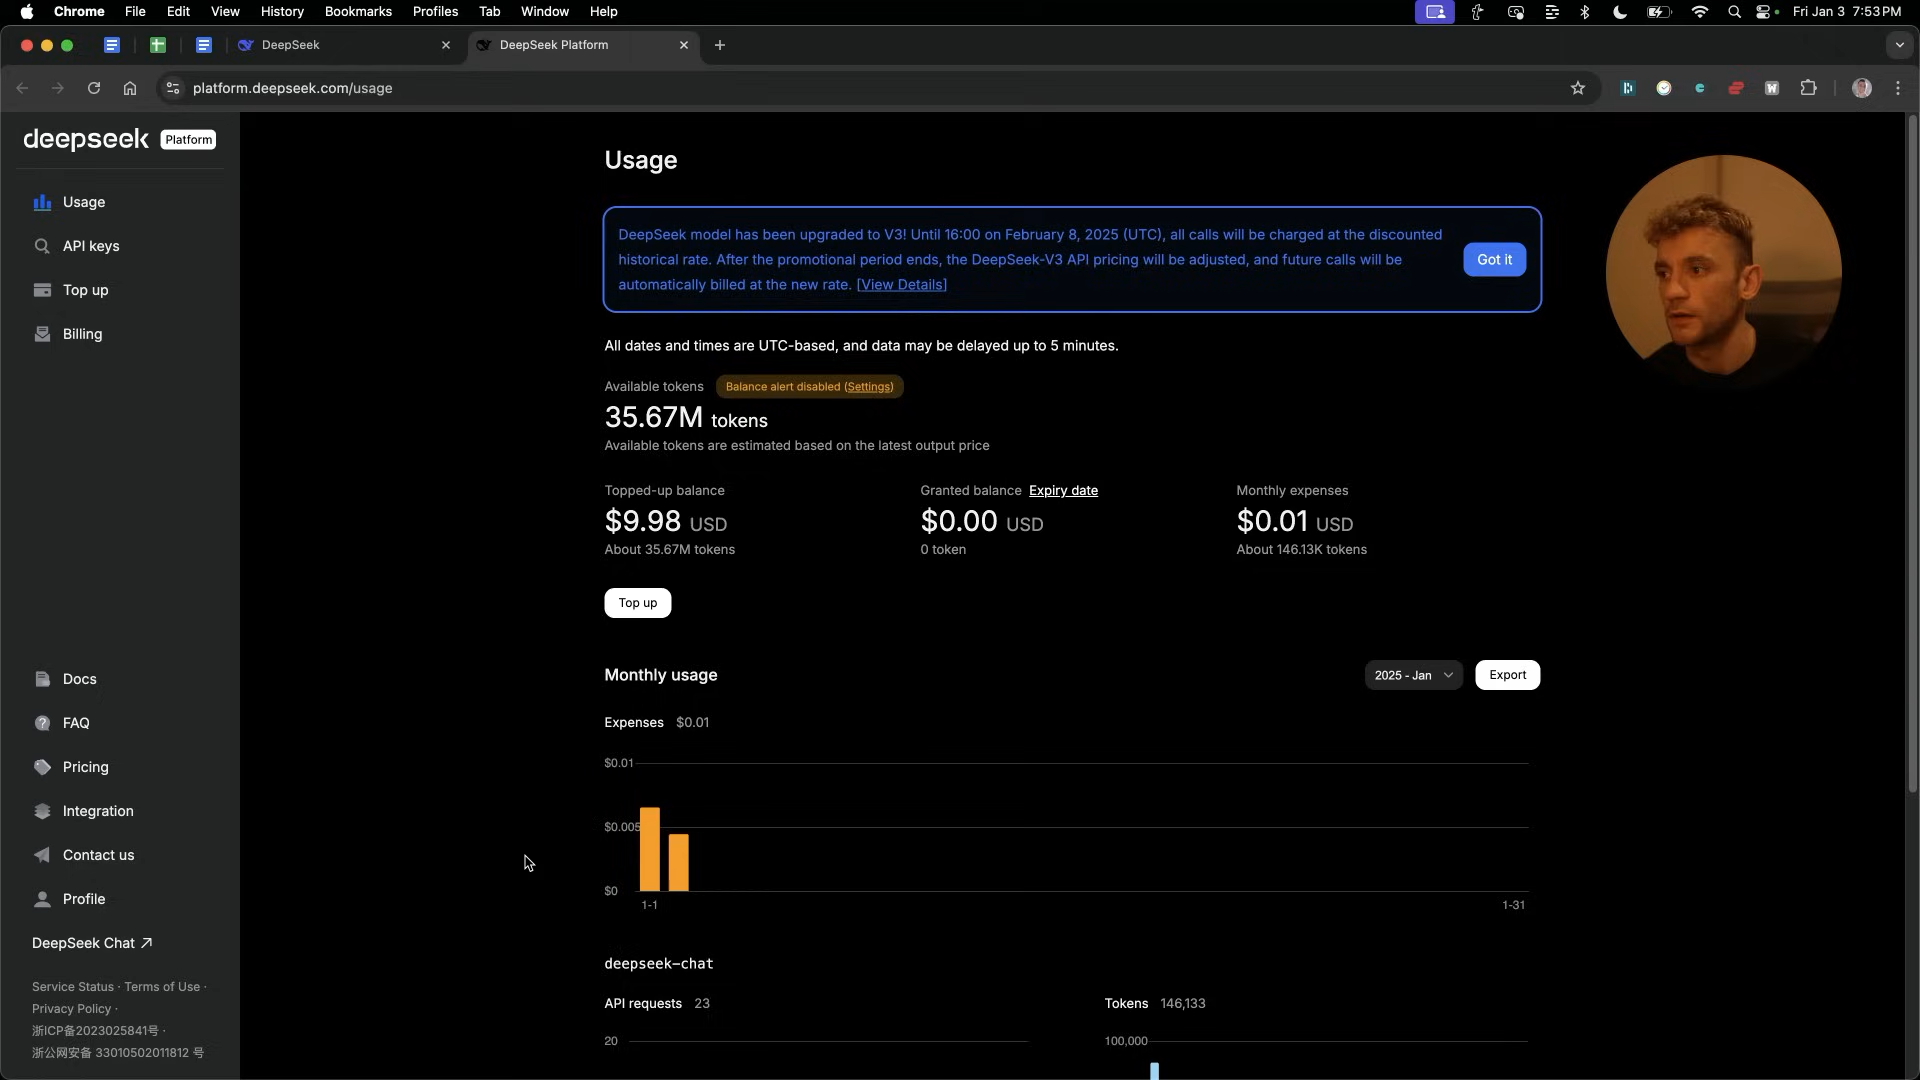 Chrome File Edit View History Bookmarks Profiles Tab Window Help Fri Jan 3 7:53 PM
DeepSeek
DeepSeek Platform
platform.deepseek.com/usage
deepseek Platform
Usage
API keys
Top up
Billing
Docs
FAQ
Pricing
Integration
Contact us
Profile
DeepSeek Chat ↗
Service Status · Terms of Use ·
Privacy Policy ·
浙ICP备2023025841号 ·
浙公网安备 33010502011812 号
Usage
DeepSeek model has been upgraded to V3! Until 16:00 on February 8, 2025 (UTC), all calls will be charged at the discounted
historical rate. After the promotional period ends, the DeepSeek-V3 API pricing will be adjusted, and future calls will be
automatically billed at the new rate. [View Details]
Got it
All dates and times are UTC-based, and data may be delayed up to 5 minutes.
Available tokens Balance alert disabled (Settings)
35.67M tokens
Available tokens are estimated based on the latest output price
Topped-up balance
$9.98 USD
About 35.67M tokens
Granted balance Expiry date
$0.00 USD
0 token
Monthly expenses
$0.01 USD
About 146.13K tokens
Top up
Monthly usage
2025 - Jan
Export
Expenses $0.01
$0.01
$0.005
$0
1-1
1-31
deepseek-chat
API requests 23
20
Tokens 146,133
100,000